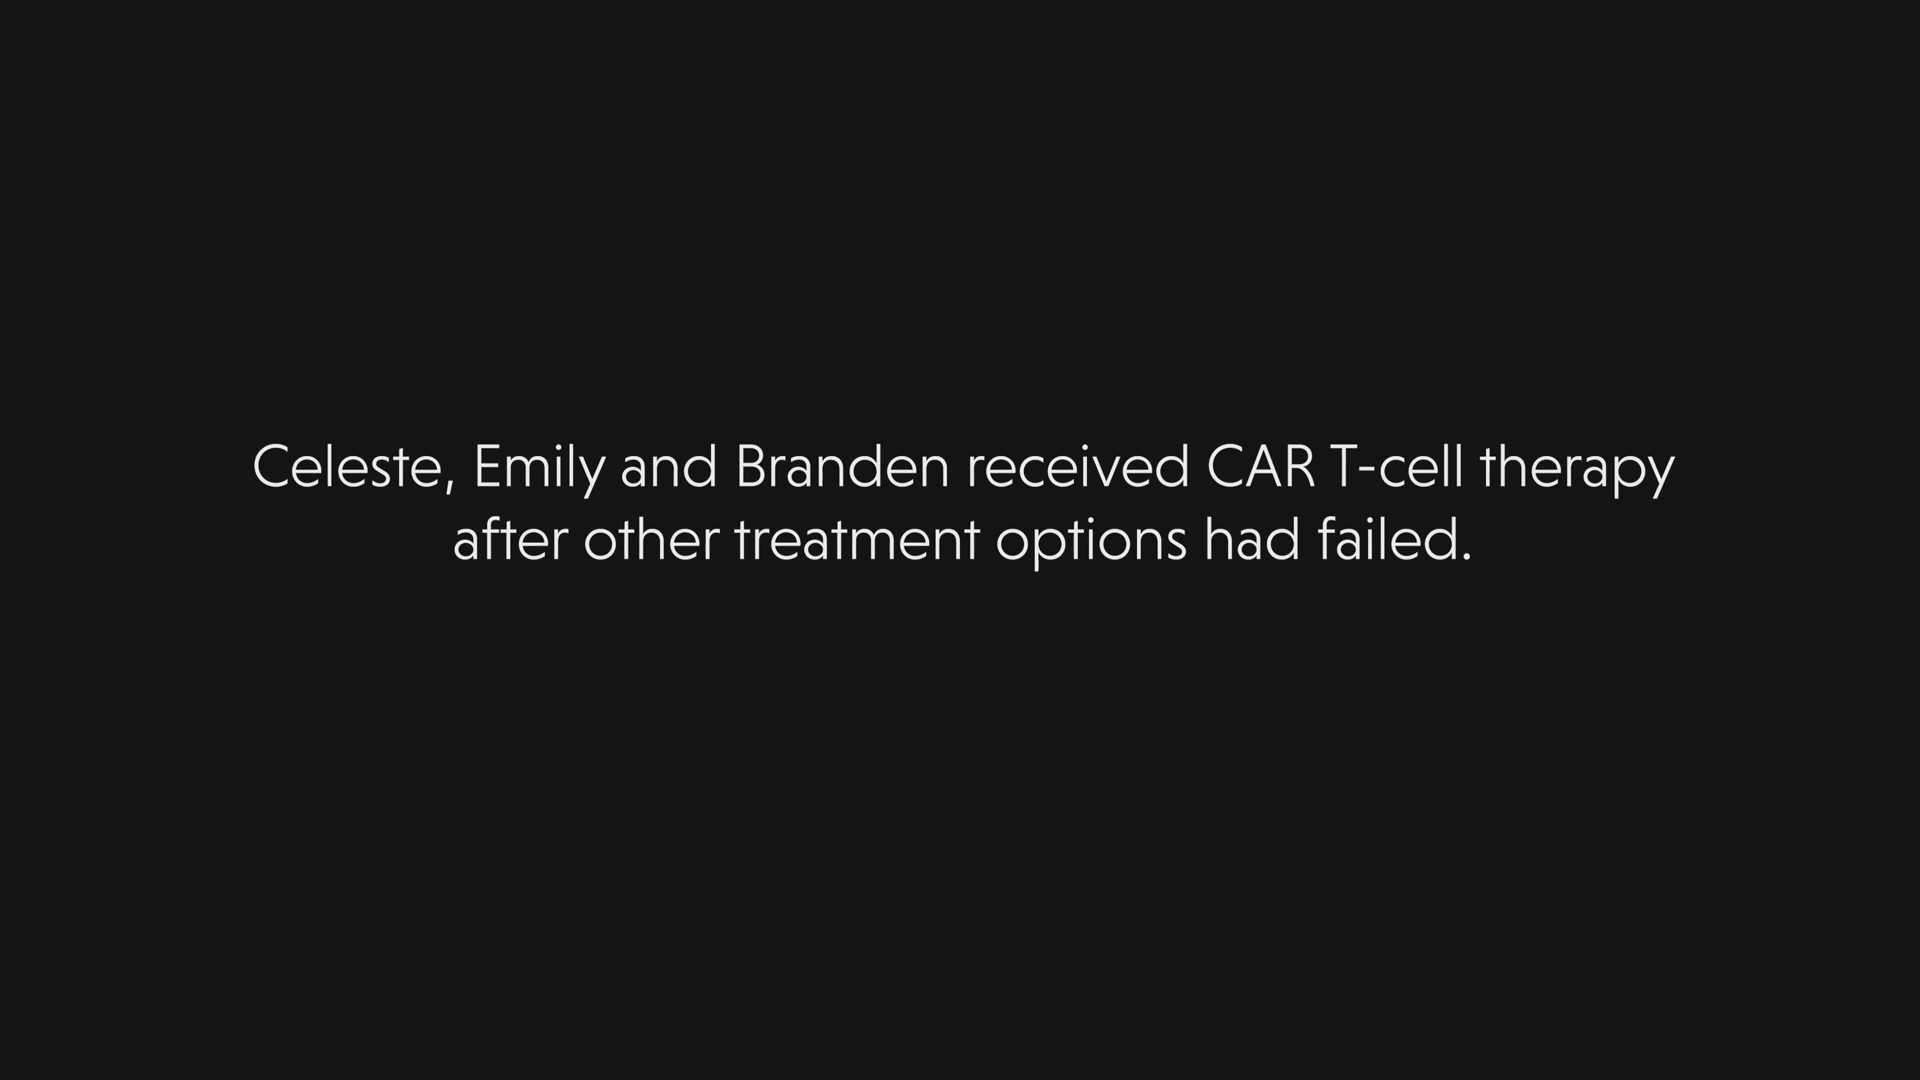 Celeste, Emily and Branden received CAR T-cell therapy
after other treatment options had failed.